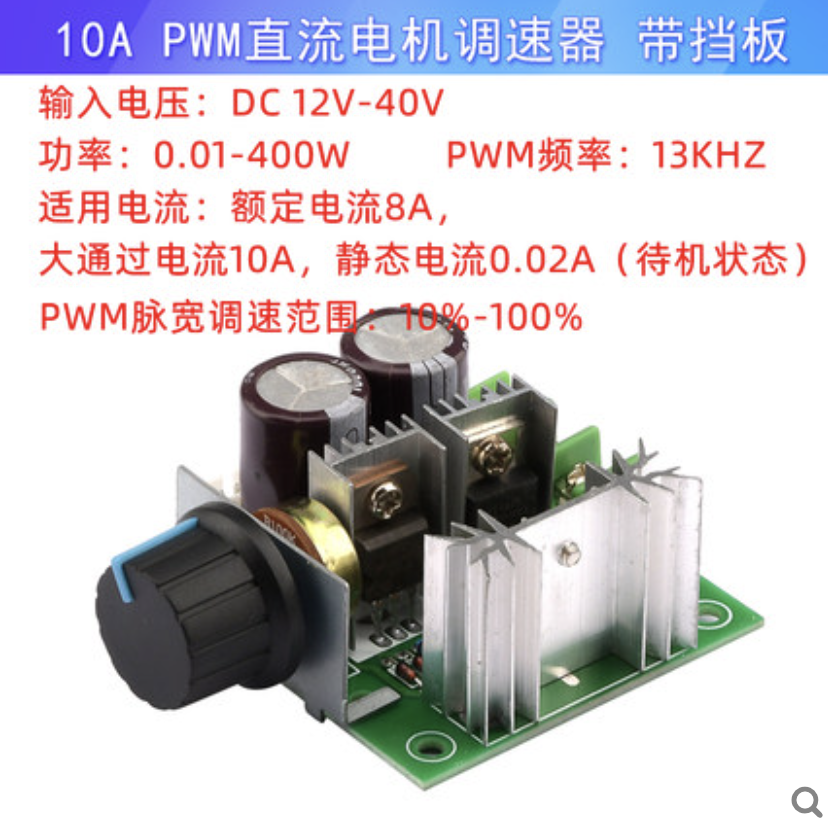 10A PWM直流电机调速器 带挡板
输入电压：DC 12V-40V
功率：0.01-400W PWM频率：13KHZ
适用电流：额定电流8A，
大通过电流10A，静态电流0.02A（待机状态）
PWM脉宽调速范围：10%-100%
B100K